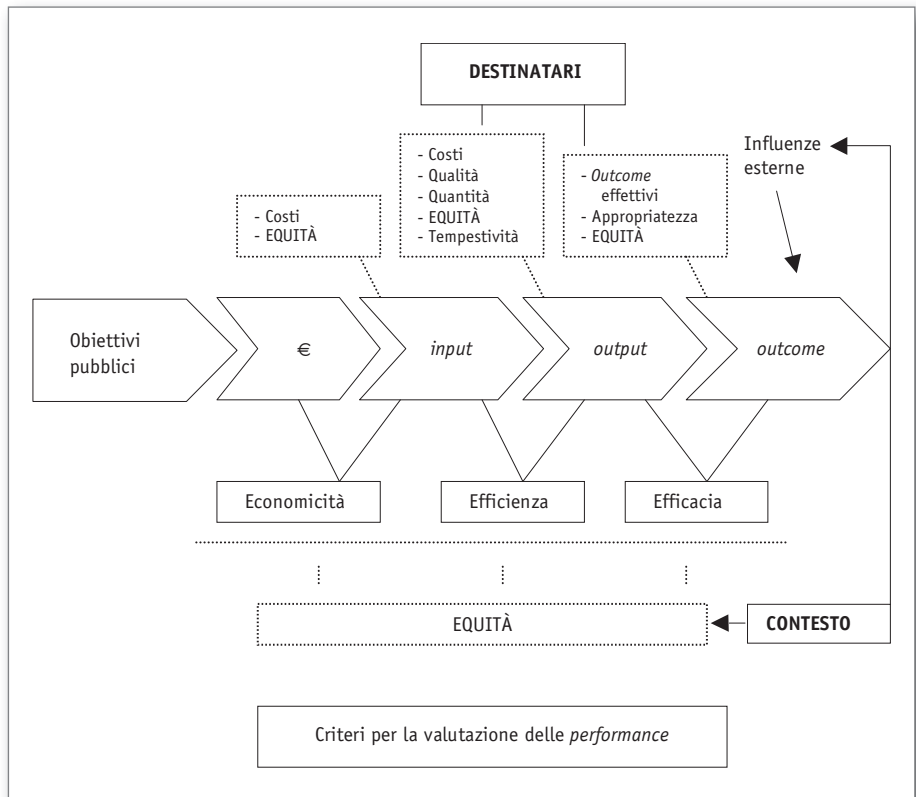 DESTINATARI
- Costi
- EQUITÀ
- Costi
- Qualità
- Quantità
- EQUITÀ
- Tempestività
- Outcome
effettivi
- Appropriatezza
- EQUITÀ
Influenze
esterne
Obiettivi
pubblici
€
input
output
outcome
Economicità
Efficienza
Efficacia
EQUITÀ
CONTESTO
Criteri per la valutazione delle performance